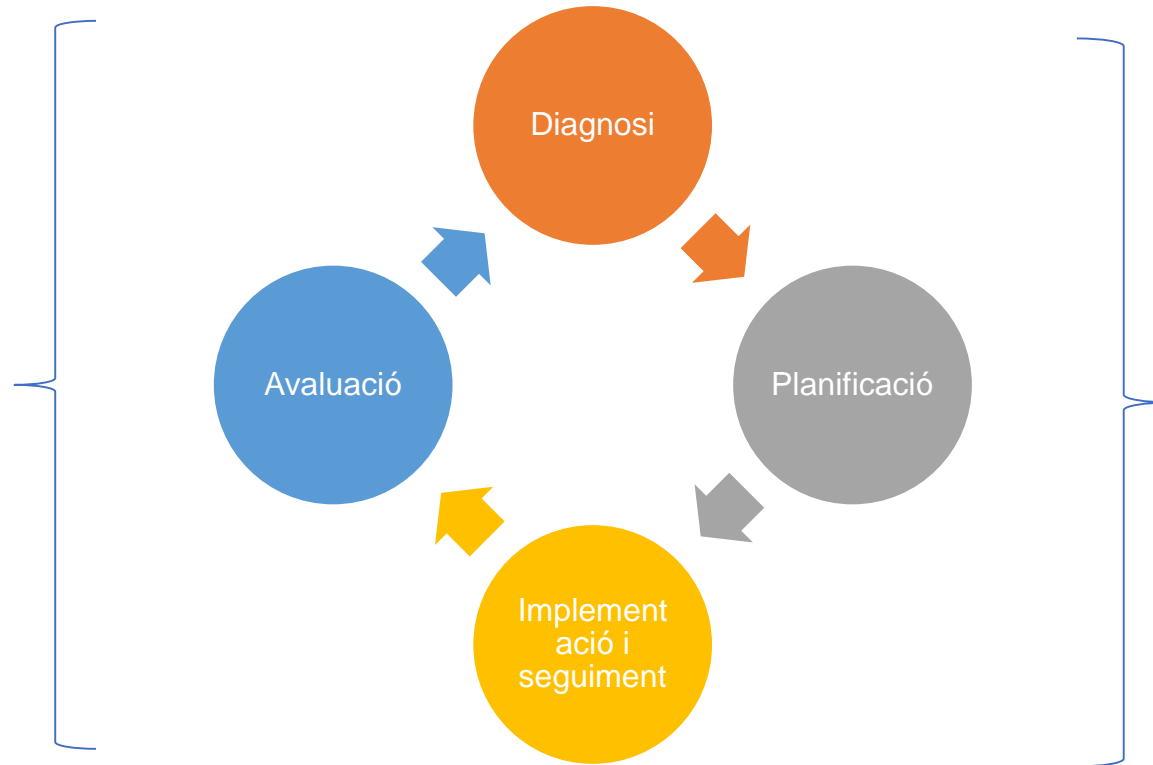 Diagnosi
Avaluació
Planificació
Implement
ació i
seguiment